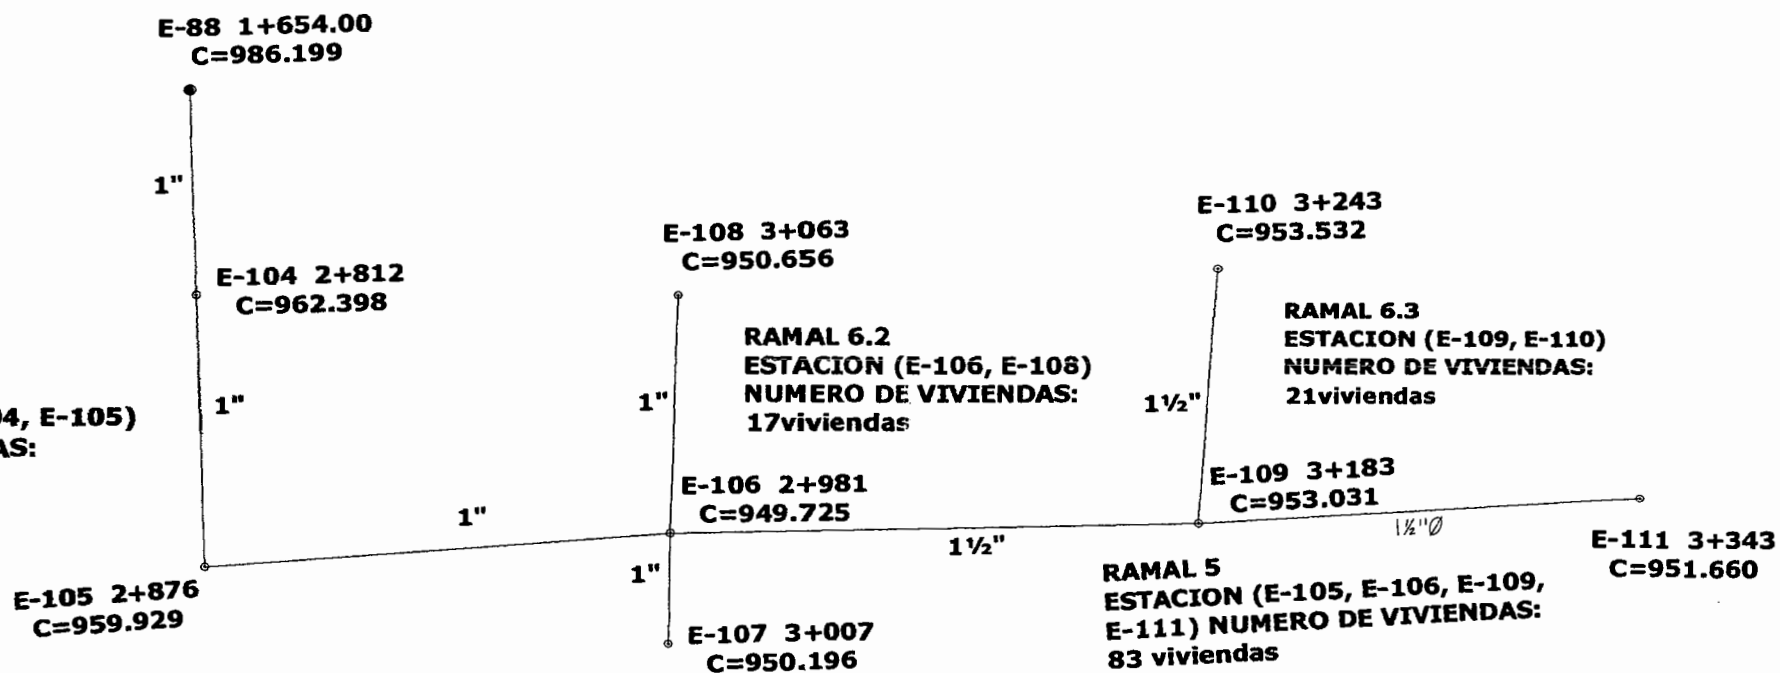 E-88 1+654.00
C=986.199
1"
E-104 2+812
C=962.398
1"
04, E-105)
AS:
E-105 2+876
C=959.929
1"
E-108 3+063
C=950.656
1"
RAMAL 6.2
ESTACION (E-106, E-108)
NUMERO DE VIVIENDAS:
17viviendas
E-106 2+981
C=949.725
1"
E-107 3+007
C=950.196
1½"
E-110 3+243
C=953.532
1½"
RAMAL 6.3
ESTACION (E-109, E-110)
NUMERO DE VIVIENDAS:
21viviendas
E-109 3+183
C=953.031
1½"Ø
E-111 3+343
C=951.660
RAMAL 5
ESTACION (E-105, E-106, E-109,
E-111) NUMERO DE VIVIENDAS:
83 viviendas